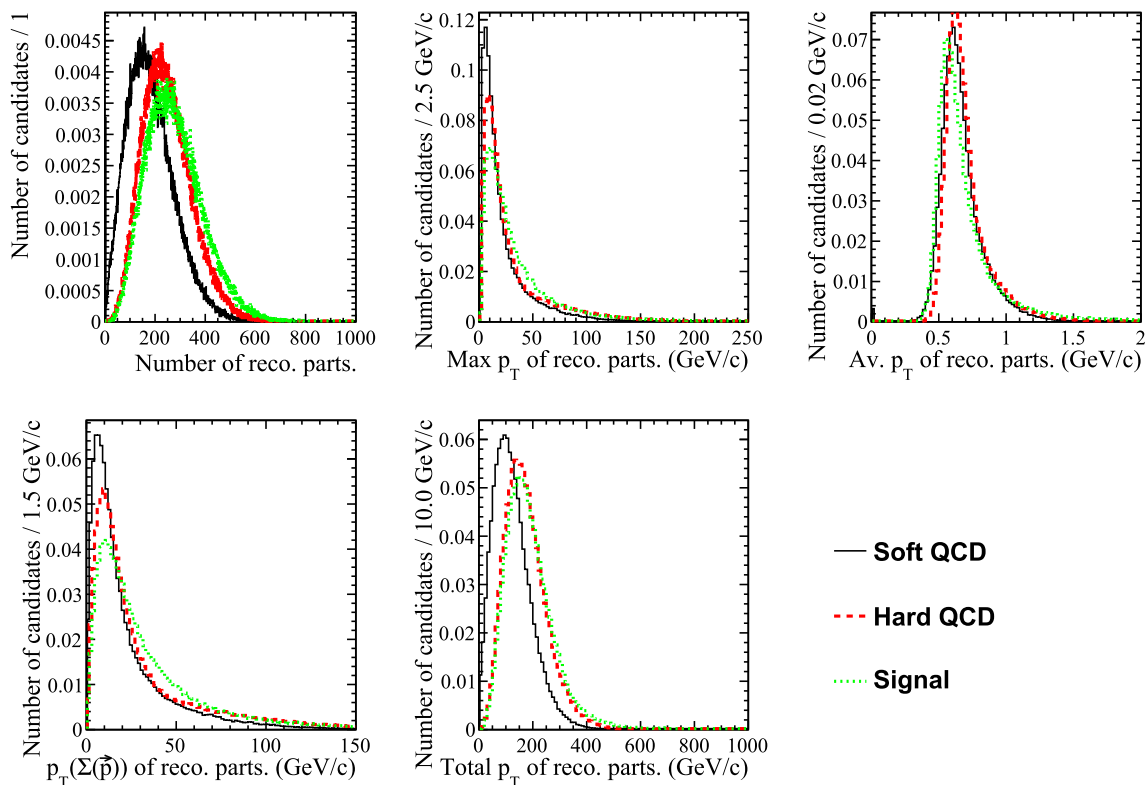 Number of candidates / 1
0.0045
0.004
0.0035
0.003
0.0025
0.002
0.0015
0.001
0.0005
0
0 200 400 600 800 1000
Number of reco. parts.
Number of candidates / 2.5 GeV/c
0.12
0.1
0.08
0.06
0.04
0.02
0
0 50 100 150 200 250
Max p_T of reco. parts. (GeV/c)
Number of candidates / 0.02 GeV/c
0.07
0.06
0.05
0.04
0.03
0.02
0.01
0
0 0.5 1 1.5 2
Av. p_T of reco. parts. (GeV/c)
Number of candidates / 1.5 GeV/c
0.06
0.05
0.04
0.03
0.02
0.01
0
0 50 100 150
p_T(Σ(p⃗)) of reco. parts. (GeV/c)
Number of candidates / 10.0 GeV/c
0.06
0.05
0.04
0.03
0.02
0.01
0
0 200 400 600 800 1000
Total p_T of reco. parts. (GeV/c)
Soft QCD
Hard QCD
Signal